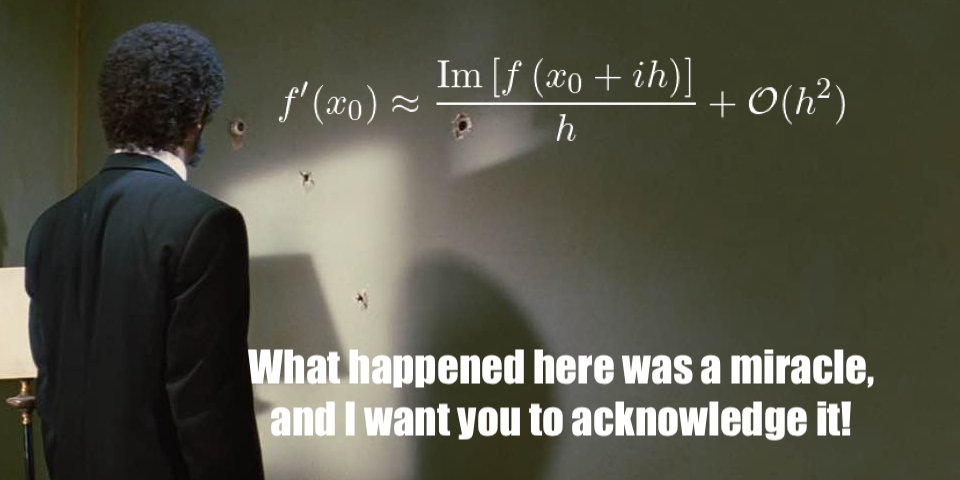 f′(x₀) ≈ Im [f (x₀ + ih)] / h + 𝒪(h²)
What happened here was a miracle,
and I want you to acknowledge it!